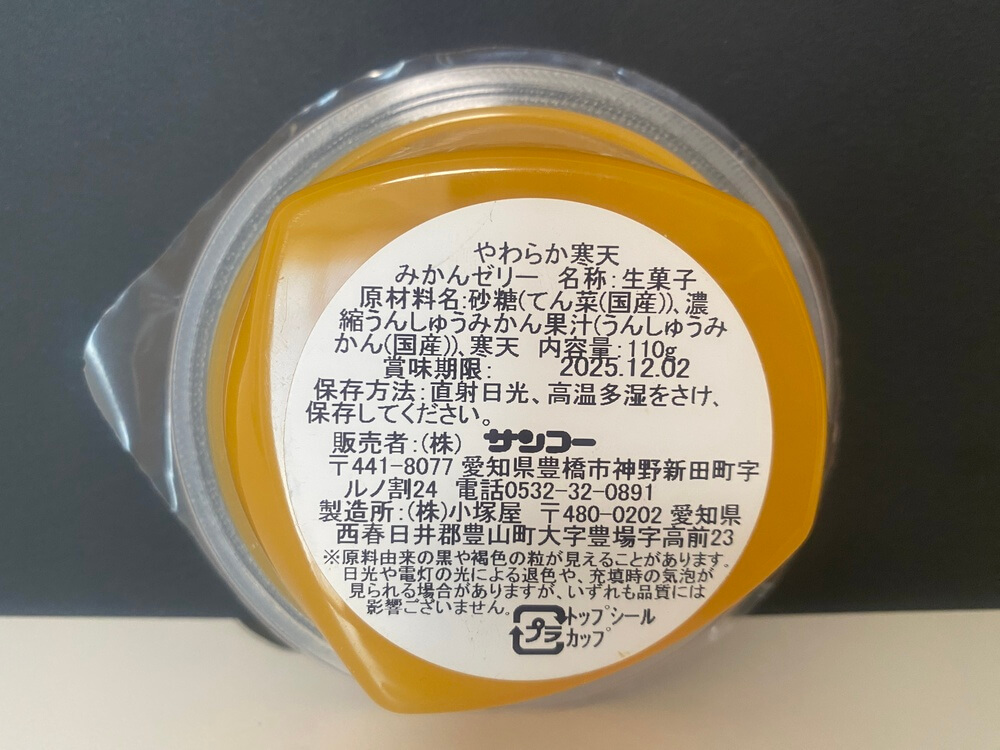 やわらか寒天
みかんゼリー 名称:生菓子
原材料名:砂糖(てん菜(国産))、濃
縮うんしゅうみかん果汁(うんしゅうみ
かん(国産))、寒天 内容量:110g
賞味期限: 2025.12.02
保存方法:直射日光、高温多湿をさけ、
保存してください。
販売者:(株) サンコー
〒441-8077 愛知県豊橋市神野新田町字
ルノ割24 電話0532-32-0891
製造所:(株)小塚屋 〒480-0202 愛知県
西春日井郡豊山町大字豊場字高前23
※原料由来の黒や褐色の粒が見えることがあります。
日光や電灯の光による退色や、充填時の気泡が
見られる場合がありますが、いずれも品質には
影響ございません。
プラ トップシール
カップ